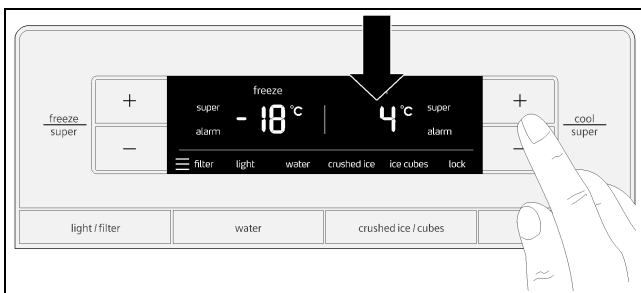 freeze
super
+
−
freeze
super
alarm
-18 °C
4 °C
super
alarm
filter light water crushed ice ice cubes lock
+
−
cool
super
light / filter
water
crushed ice / cubes